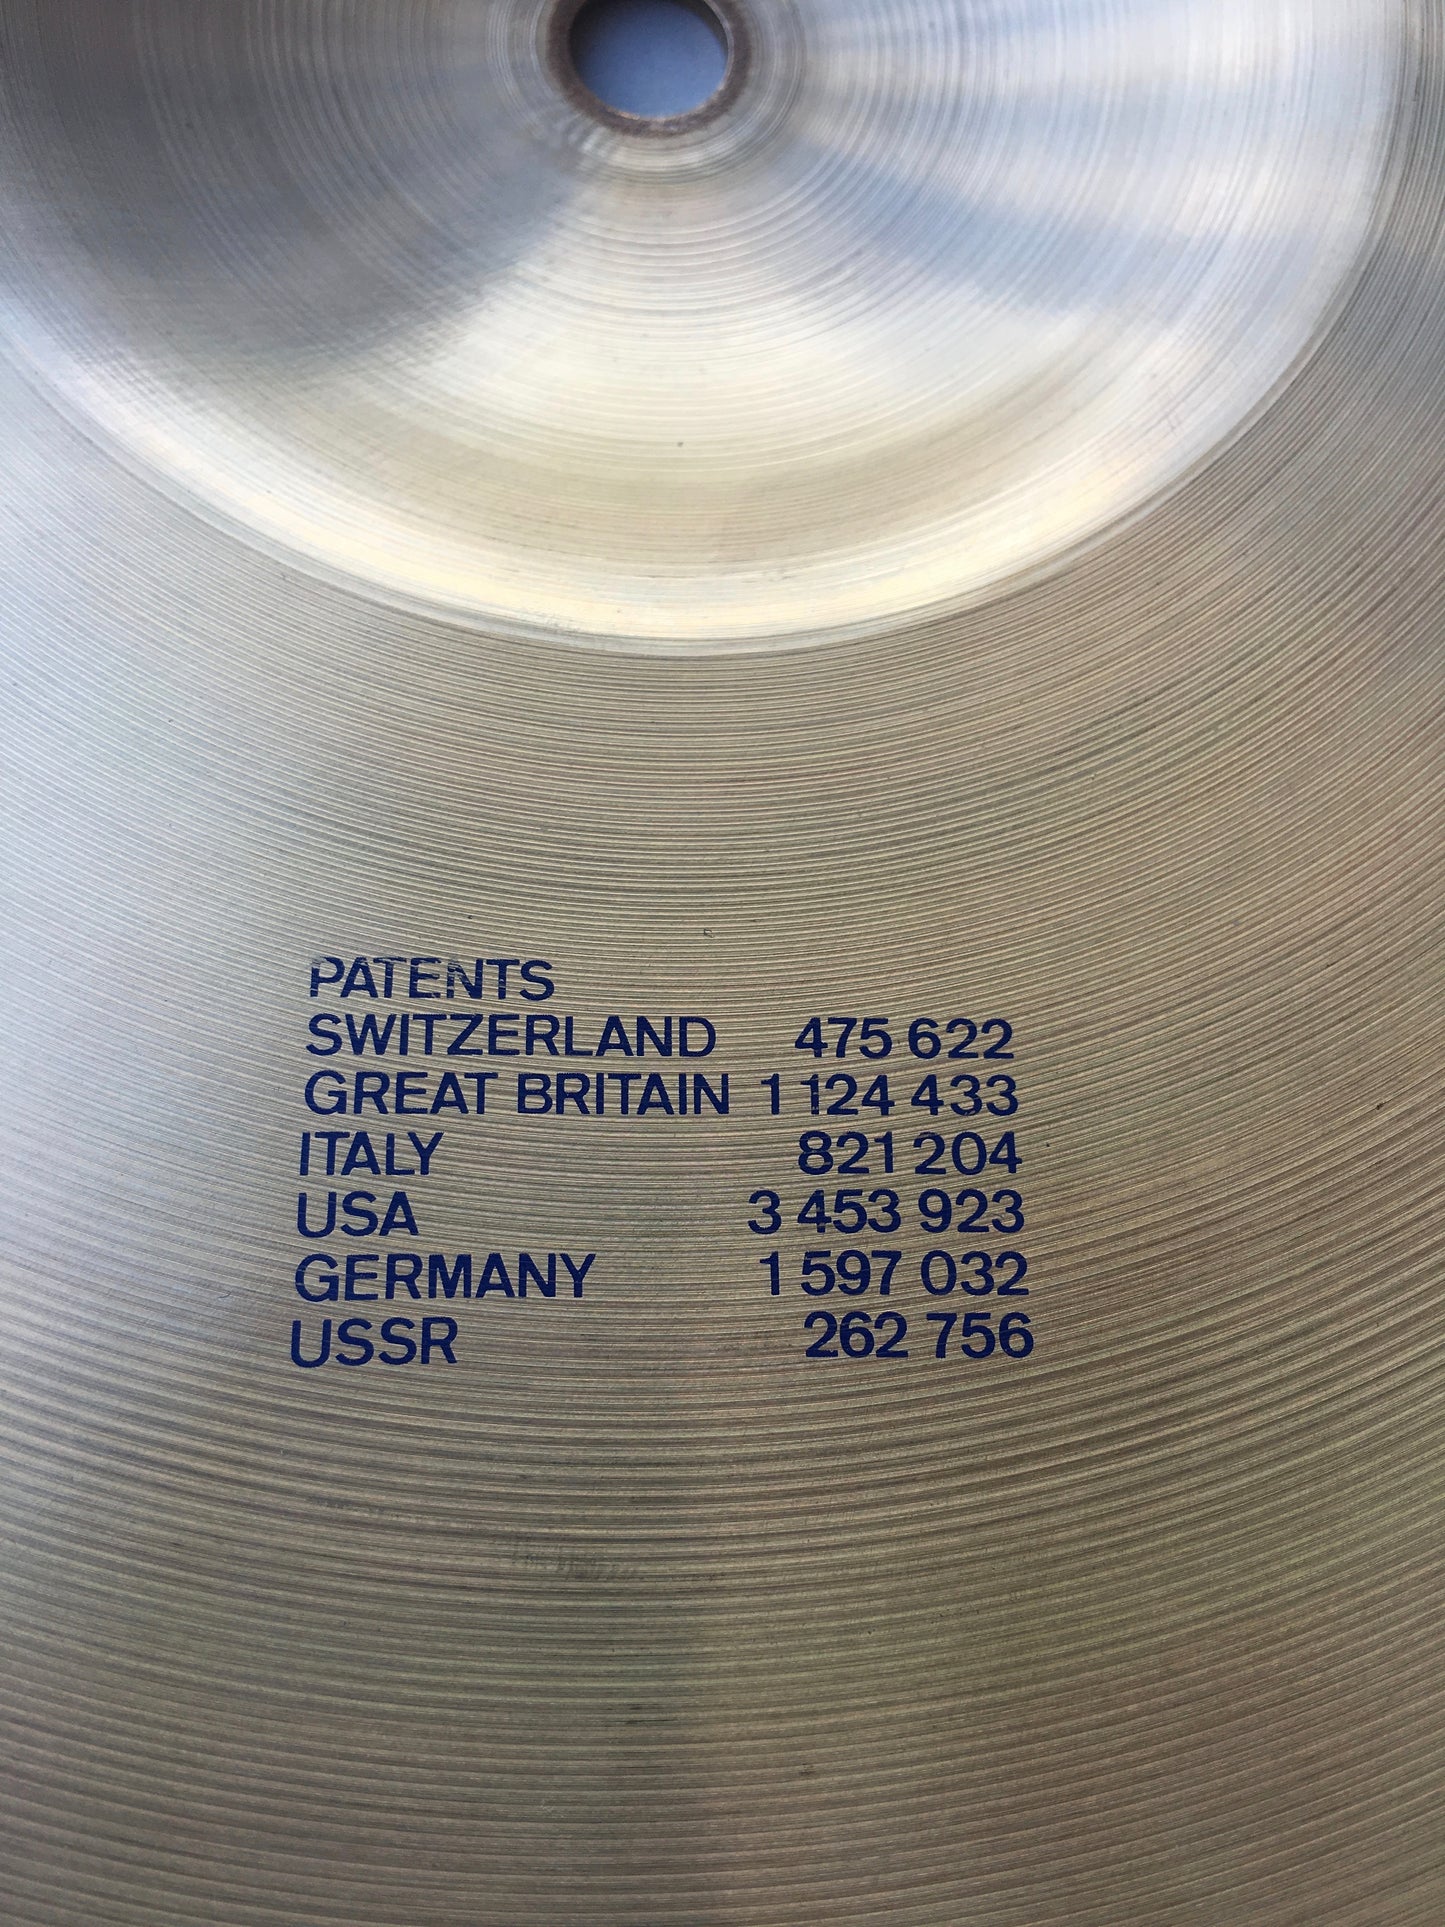 PATENTS
SWITZERLAND 475 622
GREAT BRITAIN 1 124 433
ITALY 821 204
USA 3 453 923
GERMANY 1 597 032
USSR 262 756